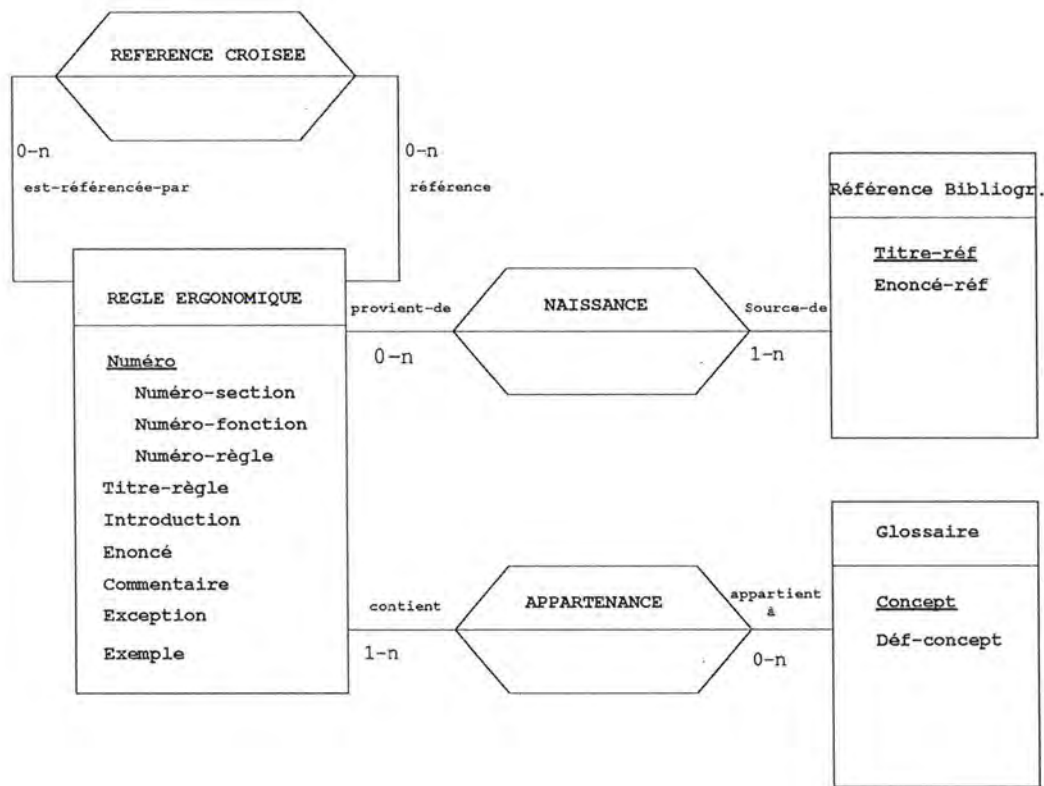 REFERENCE CROISEE
0-n
0-n
est-référencée-par
référence
Référence Bibliogr.
Titre-réf
Enoncé-réf
REGLE ERGONOMIQUE
provient-de
NAISSANCE
Source-de
0-n
1-n
Numéro
Numéro-section
Numéro-fonction
Numéro-règle
Titre-règle
Introduction
Enoncé
Commentaire
Exception
Exemple
Glossaire
Concept
Déf-concept
contient
APPARTENANCE
appartient
à
1-n
0-n